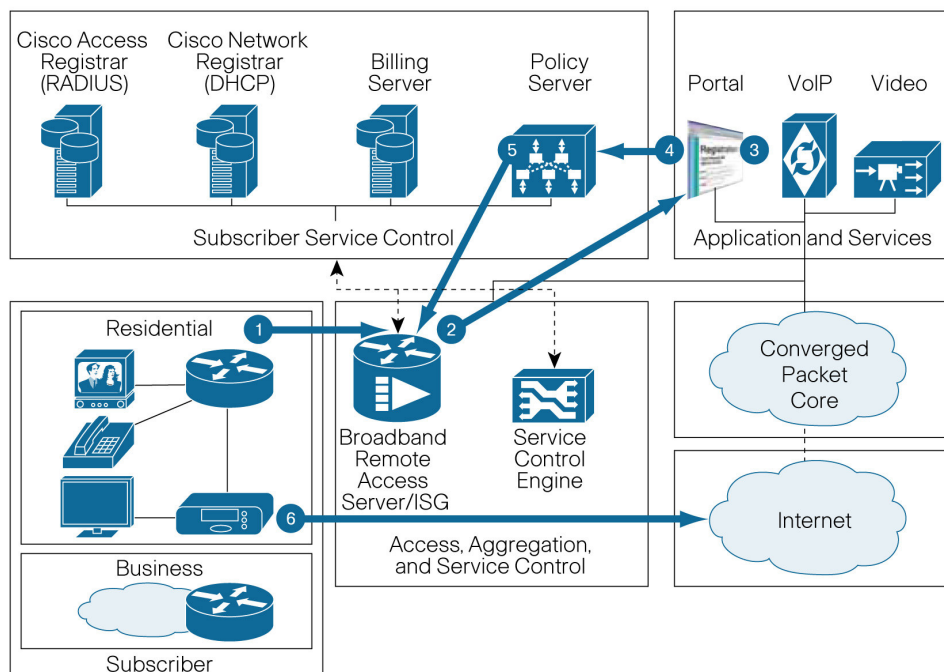 Cisco Access
Registrar
(RADIUS)
Cisco Network
Registrar
(DHCP)
Billing
Server
Policy
Server
Portal
VoIP
Video
5
4
Registration
3
Subscriber Service Control
Application and Services
Residential
1
2
Converged
Packet
Core
Broadband
Remote
Access
Server/ISG
Service
Control
Engine
6
Internet
Access, Aggregation,
and Service Control
Business
Subscriber